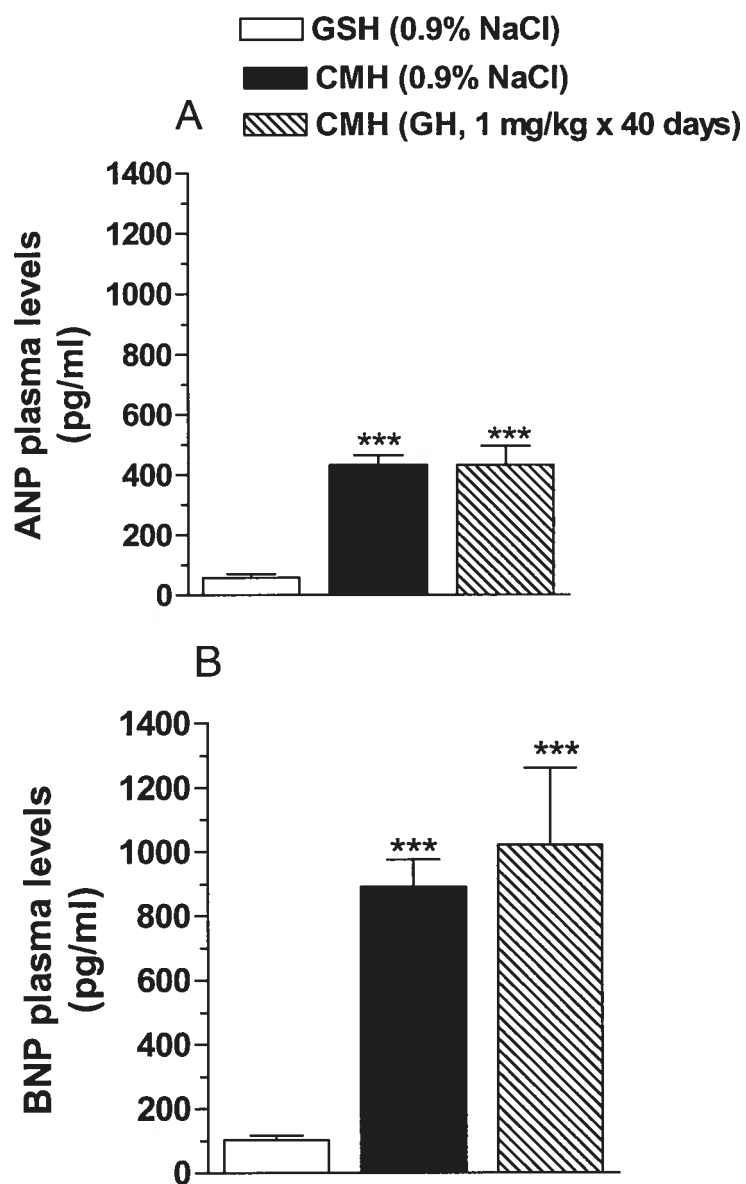 GSH (0.9% NaCl)
CMH (0.9% NaCl)
CMH (GH, 1 mg/kg x 40 days)
A
1400
1200
1000
800
600
400
200
0
ANP plasma levels
(pg/ml)
***
***
B
1400
1200
1000
800
600
400
200
0
BNP plasma levels
(pg/ml)
***
***